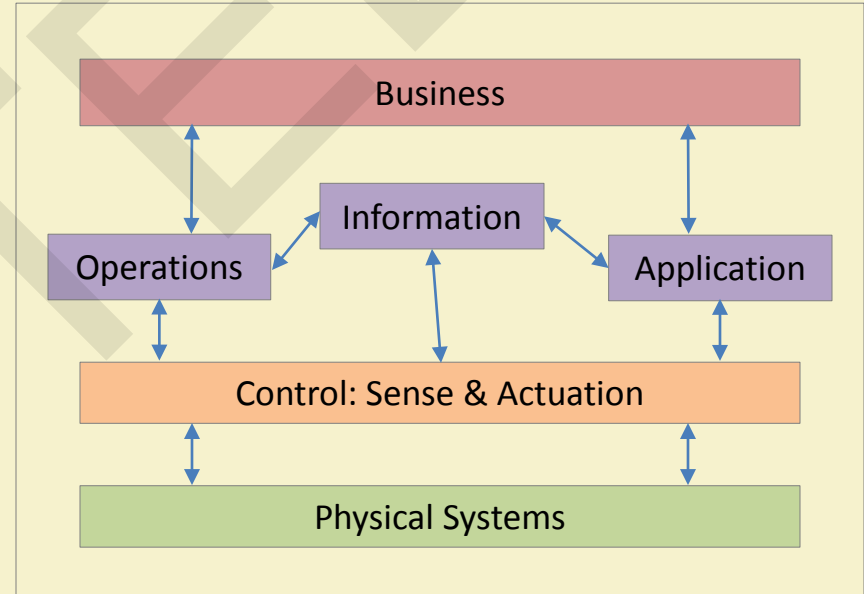 Business
Information
Operations
Application
Control: Sense & Actuation
Physical Systems